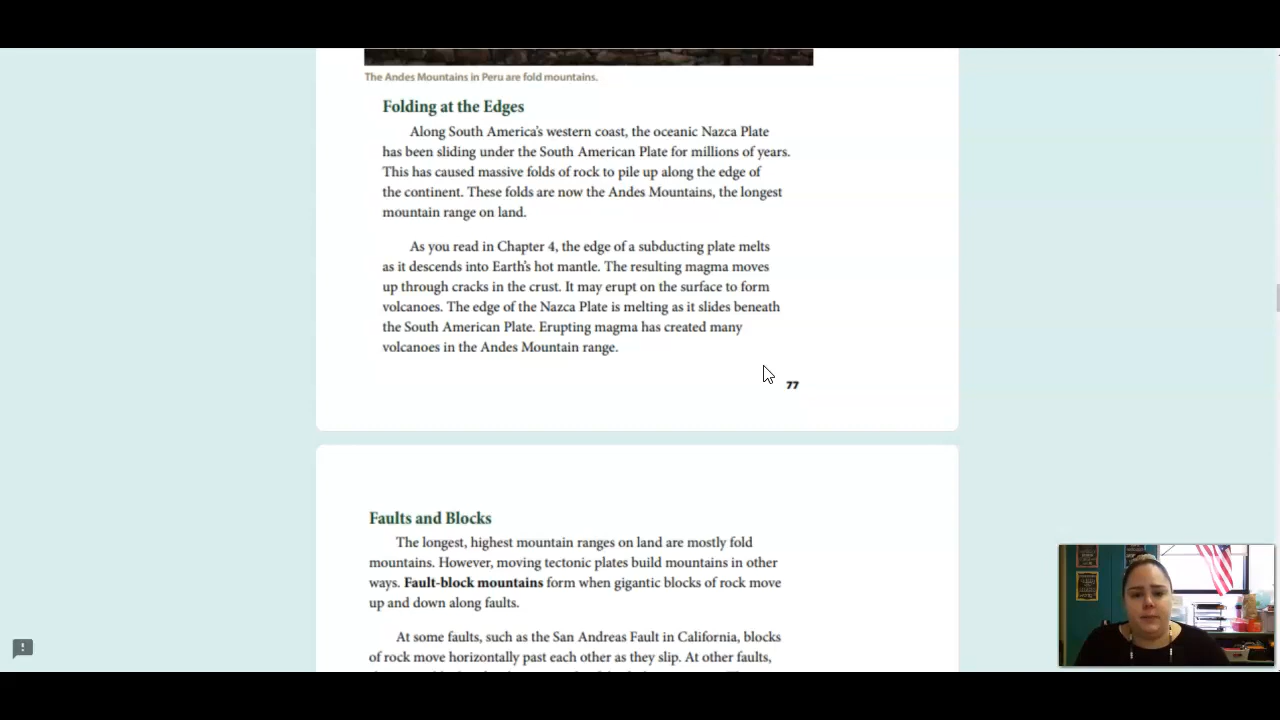 The Andes Mountains in Peru are fold mountains.
Folding at the Edges
Along South America's western coast, the oceanic Nazca Plate
has been sliding under the South American Plate for millions of years.
This has caused massive folds of rock to pile up along the edge of
the continent. These folds are now the Andes Mountains, the longest
mountain range on land.
As you read in Chapter 4, the edge of a subducting plate melts
as it descends into Earth's hot mantle. The resulting magma moves
up through cracks in the crust. It may erupt on the surface to form
volcanoes. The edge of the Nazca Plate is melting as it slides beneath
the South American Plate. Erupting magma has created many
volcanoes in the Andes Mountain range.
77
Faults and Blocks
The longest, highest mountain ranges on land are mostly fold
mountains. However, moving tectonic plates build mountains in other
ways. Fault-block mountains form when gigantic blocks of rock move
up and down along faults.
At some faults, such as the San Andreas Fault in California, blocks
of rock move horizontally past each other as they slip. At other faults,